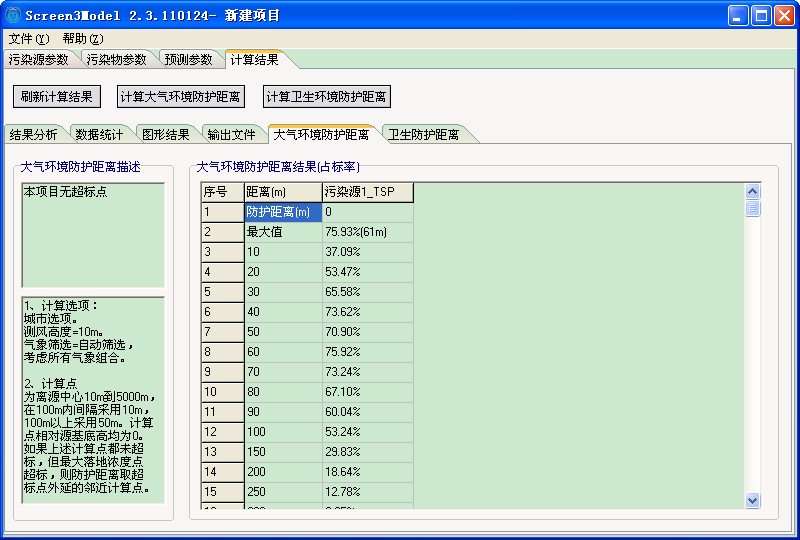 Screen3Model 2.3.110124- 新建项目
文件(Y) 帮助(Z)
污染源参数 污染物参数 预测参数 计算结果
刷新计算结果 计算大气环境防护距离 计算卫生环境防护距离
结果分析 数据统计 图形结果 输出文件 大气环境防护距离 卫生防护距离
大气环境防护距离描述
本项目无超标点
1、计算选项：
城市选项。
测风高度=10m。
气象筛选=自动筛选，
考虑所有气象组合。
2、计算点
为离源中心10m到5000m，
在100m内间隔采用10m，
100m以上采用50m。计算
点相对源基底高均为0。
如果上述计算点都未超
标，但最大落地浓度点
超标，则防护距离取超
标点外延的邻近计算点。
大气环境防护距离结果(占标率)
序号 距离(m) 污染源1_TSP
1 防护距离(m) 0
2 最大值 75.93%(61m)
3 10 37.09%
4 20 53.47%
5 30 65.58%
6 40 73.62%
7 50 70.90%
8 60 75.92%
9 70 73.24%
10 80 67.10%
11 90 60.04%
12 100 53.24%
13 150 29.83%
14 200 18.64%
15 250 12.78%